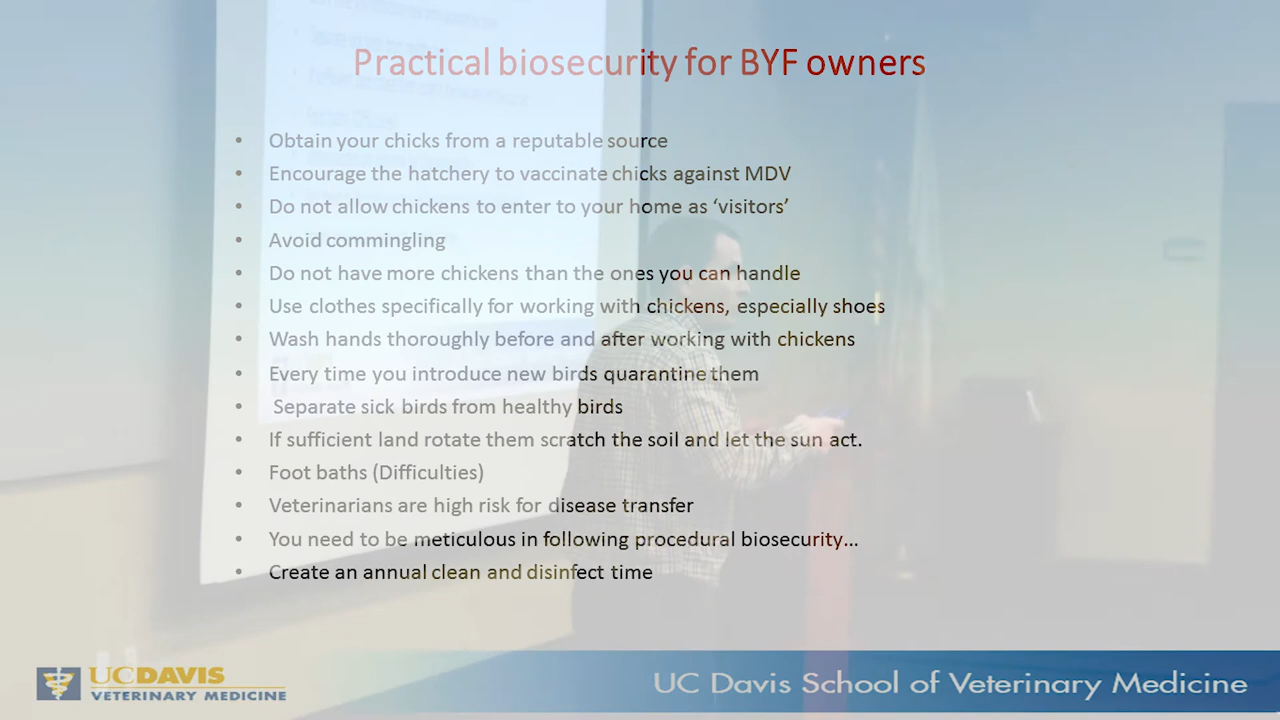 Practical biosecurity for BYF owners
• Obtain your chicks from a reputable source
• Encourage the hatchery to vaccinate chicks against MDV
• Do not allow chickens to enter to your home as ‘visitors’
• Avoid commingling
• Do not have more chickens than the ones you can handle
• Use clothes specifically for working with chickens, especially shoes
• Wash hands thoroughly before and after working with chickens
• Every time you introduce new birds quarantine them
• Separate sick birds from healthy birds
• If sufficient land rotate them scratch the soil and let the sun act.
• Foot baths (Difficulties)
• Veterinarians are high risk for disease transfer
• You need to be meticulous in following procedural biosecurity…
• Create an annual clean and disinfect time
UCDAVIS
VETERINARY MEDICINE
UC Davis School of Veterinary Medicine